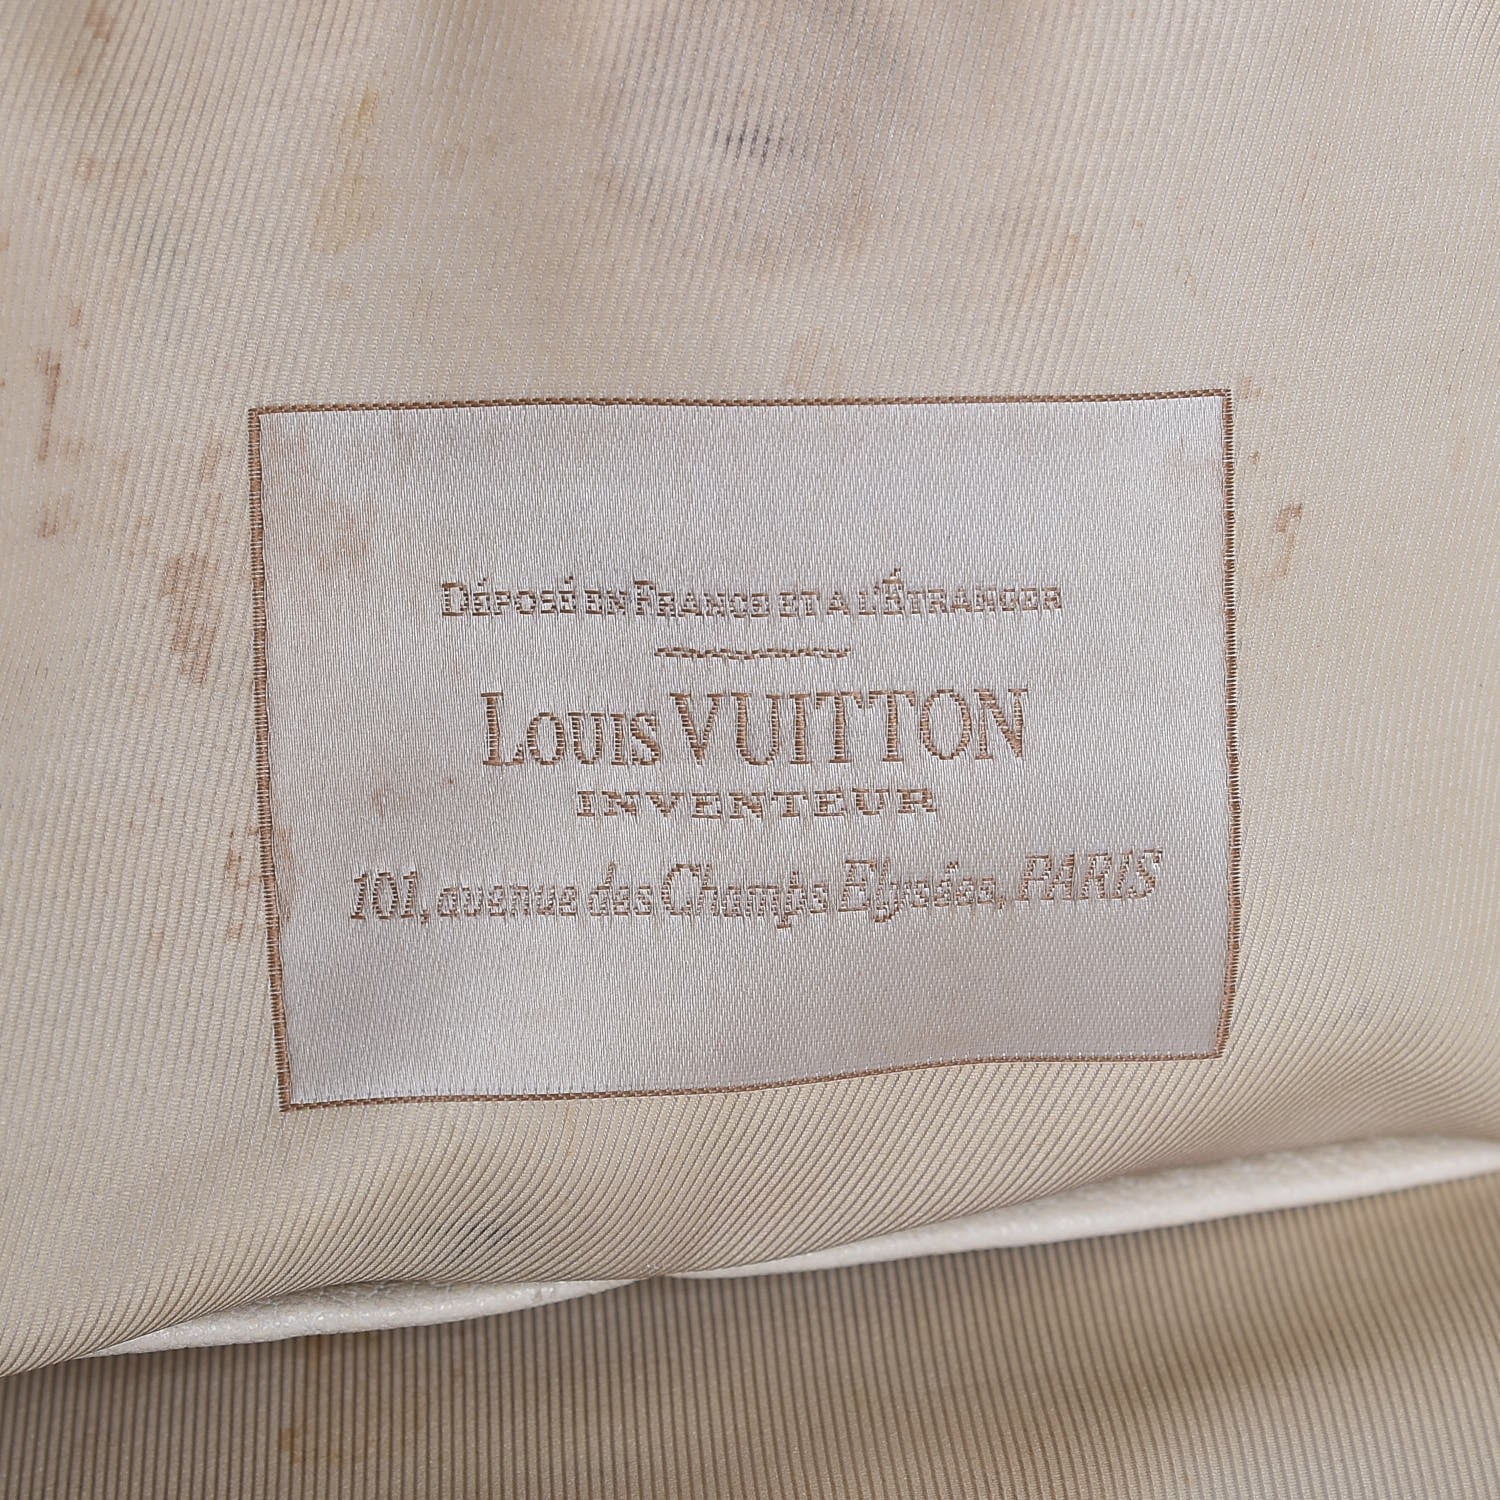 DÉPOSÉ EN FRANCE ET A L'ÉTRANGER
LOUIS VUITTON
INVENTEUR
101, avenue des Champs Elysées, PARIS